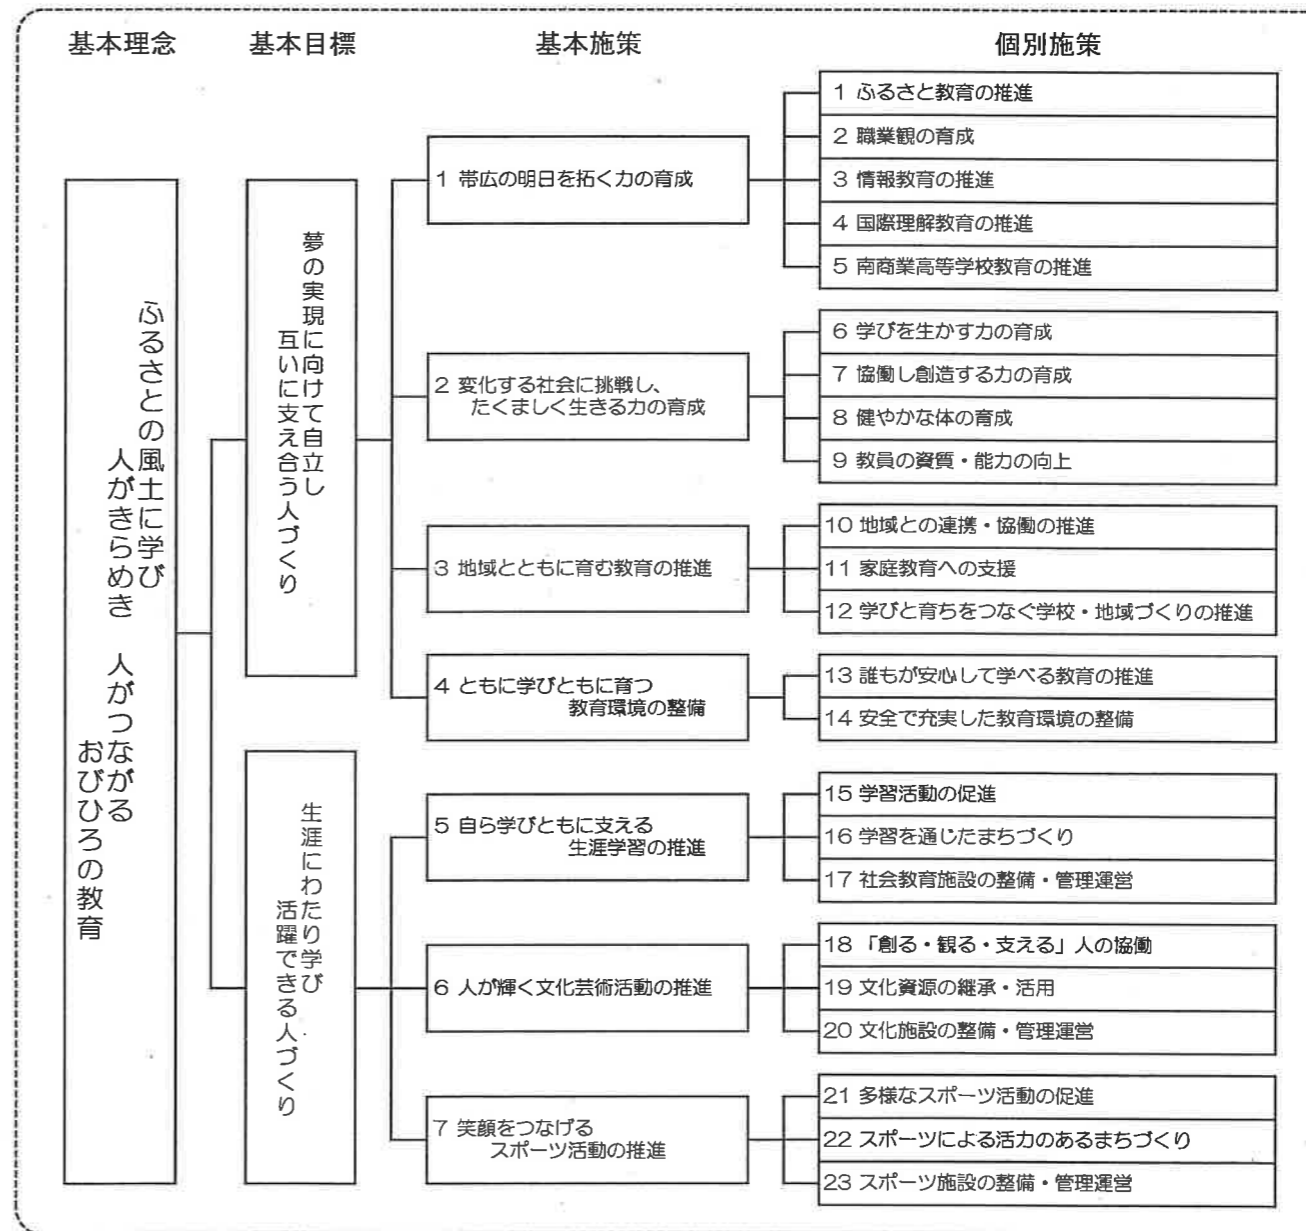 基本理念
基本目標
基本施策
個別施策
ふるさとの風土に学び
人がきらめき 人がつながる
おびひろの教育
夢の実現に向けて自立し
互いに支え合う人づくり
1 帯広の明日を拓く力の育成
1 ふるさと教育の推進
2 職業観の育成
3 情報教育の推進
4 国際理解教育の推進
5 南商業高等学校教育の推進
2 変化する社会に挑戦し、
たくましく生きる力の育成
6 学びを生かす力の育成
7 協働し創造する力の育成
8 健やかな体の育成
9 教員の資質・能力の向上
3 地域とともに育む教育の推進
10 地域との連携・協働の推進
11 家庭教育への支援
12 学びと育ちをつなぐ学校・地域づくりの推進
4 ともに学びともに育つ
教育環境の整備
13 誰もが安心して学べる教育の推進
14 安全で充実した教育環境の整備
生涯にわたり学び
活躍できる人づくり
5 自ら学びともに支える
生涯学習の推進
15 学習活動の促進
16 学習を通じたまちづくり
17 社会教育施設の整備・管理運営
6 人が輝く文化芸術活動の推進
18 「創る・観る・支える」人の協働
19 文化資源の継承・活用
20 文化施設の整備・管理運営
7 笑顔をつなげる
スポーツ活動の推進
21 多様なスポーツ活動の促進
22 スポーツによる活力のあるまちづくり
23 スポーツ施設の整備・管理運営